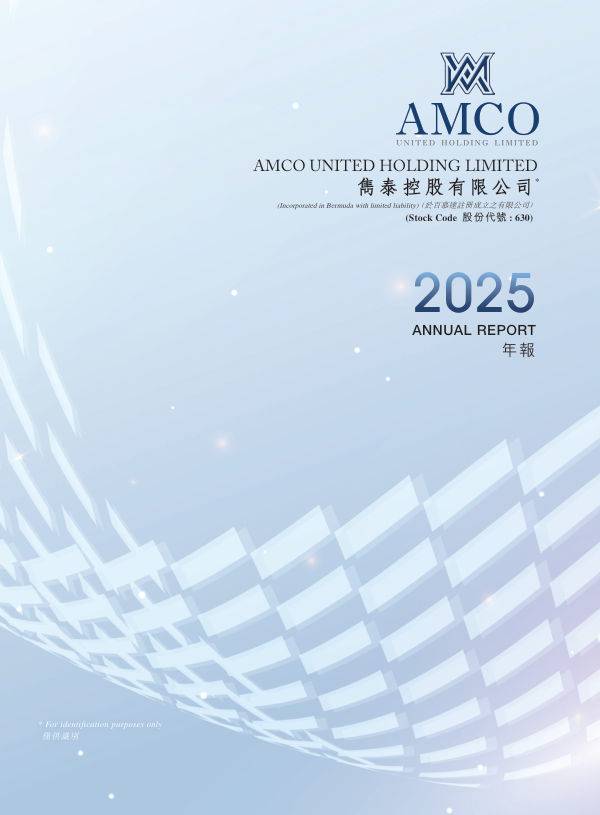 AMCO
UNITED HOLDING LIMITED
AMCO UNITED HOLDING LIMITED
雋泰控股有限公司*
(Incorporated in Bermuda with limited liability) (於百慕達註冊成立之有限公司)
(Stock Code 股份代號 : 630)
2025
ANNUAL REPORT
年報
* For identification purposes only
僅供識別